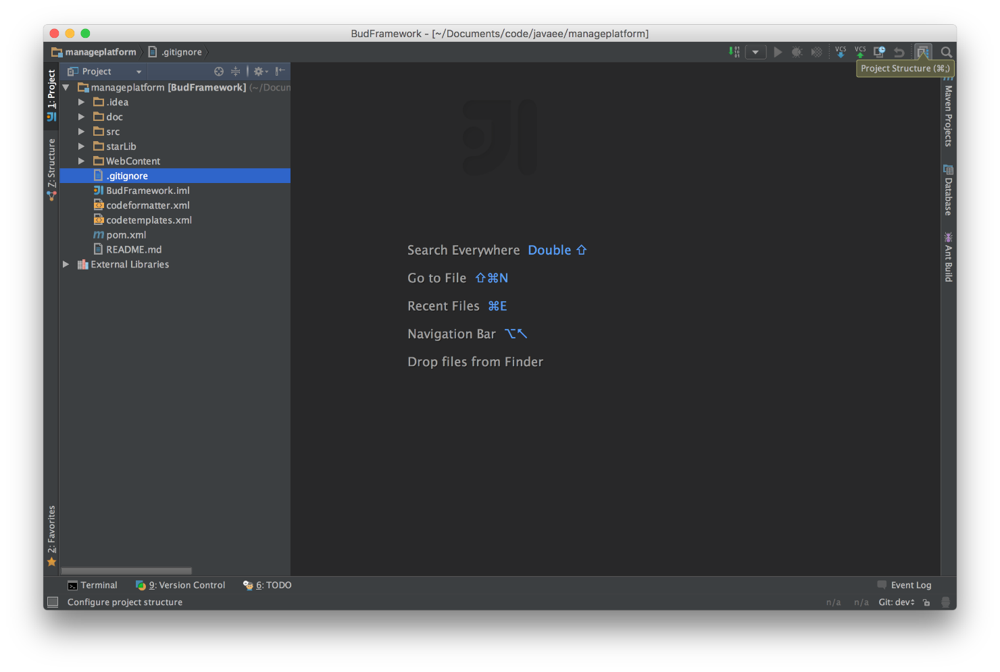 BudFramework - [~/Documents/code/javaee/manageplatform]
manageplatform
.gitignore
VCS
VCS
Project Structure (⌘;)
1: Project
7: Structure
2: Favorites
Project
manageplatform [BudFramework] (~/Docum
.idea
doc
src
starLib
WebContent
.gitignore
BudFramework.iml
codeformatter.xml
codetemplates.xml
pom.xml
README.md
External Libraries
Search Everywhere Double ⇧
Go to File ⇧⌘N
Recent Files ⌘E
Navigation Bar ⌥↖
Drop files from Finder
Maven Projects
Database
Ant Build
Terminal
9: Version Control
6: TODO
Event Log
Configure project structure
n/a
n/a
Git: dev